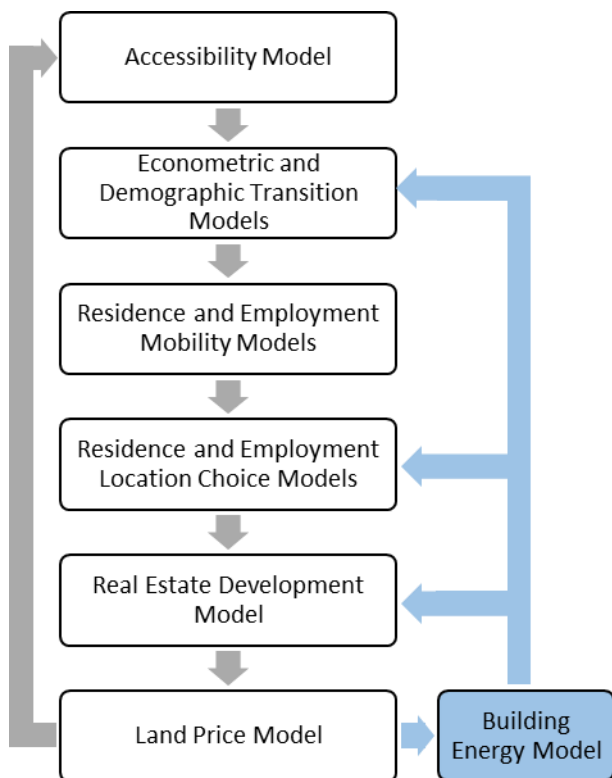 Accessibility Model
Econometric and
Demographic Transition
Models
Residence and Employment
Mobility Models
Residence and Employment
Location Choice Models
Real Estate Development
Model
Land Price Model
Building
Energy Model